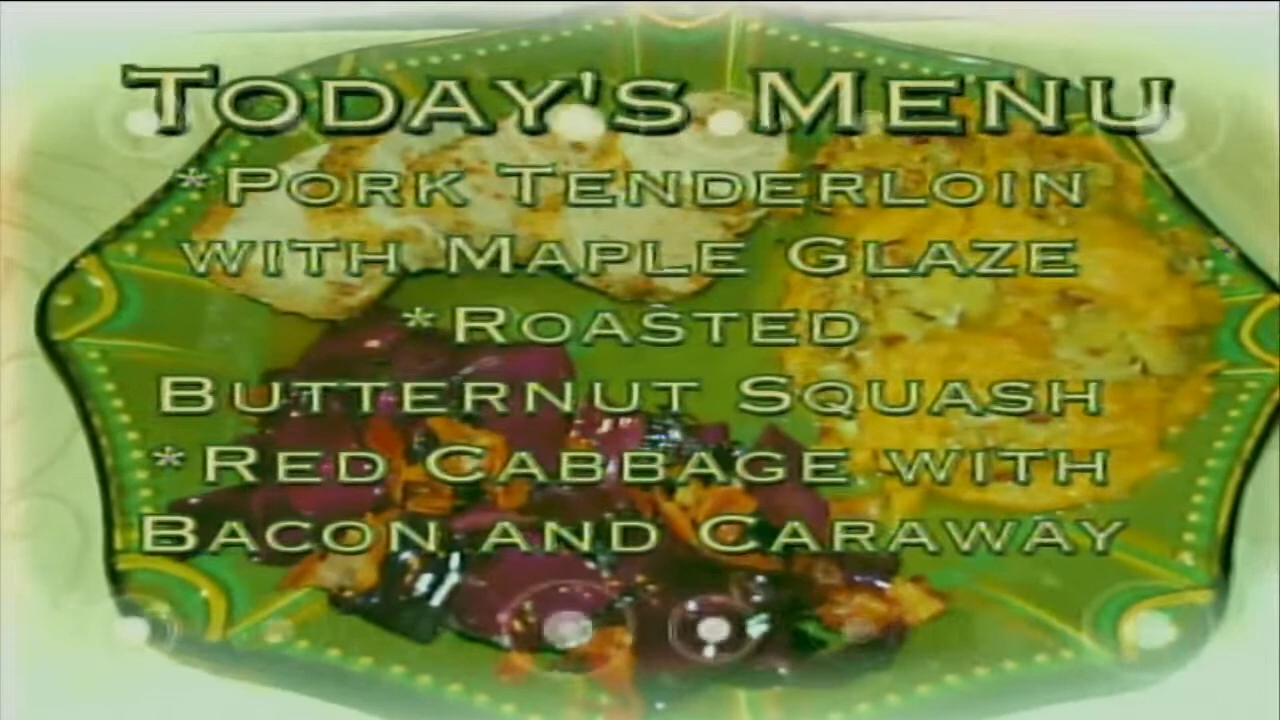 TODAY'S MENU
*PORK TENDERLOIN
WITH MAPLE GLAZE
*ROASTED
BUTTERNUT SQUASH
*RED CABBAGE WITH
BACON AND CARAWAY